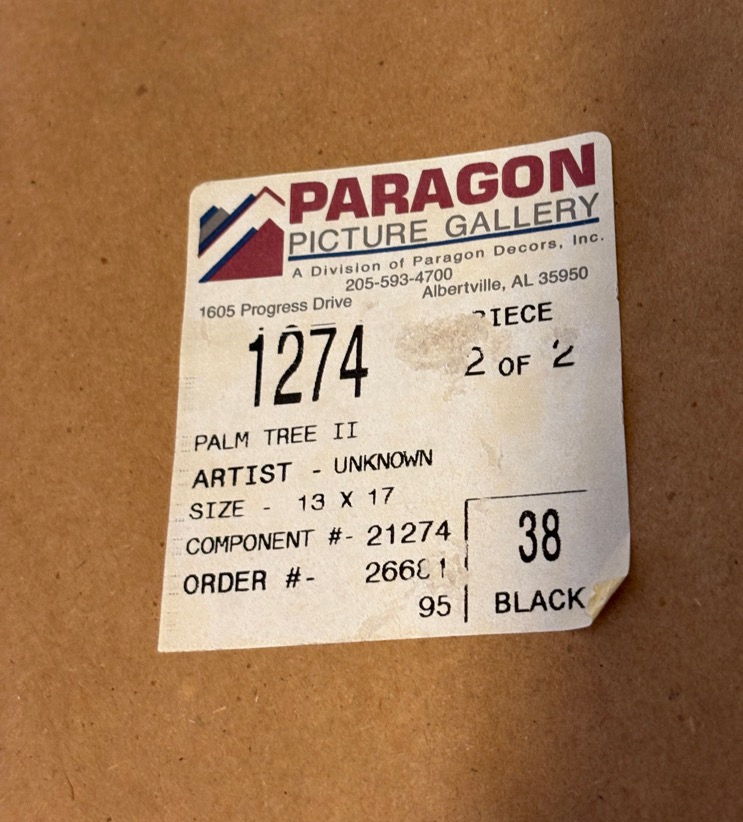 PARAGON
PICTURE GALLERY
A Division of Paragon Decors, Inc.
205-593-4700
1605 Progress Drive Albertville, AL 35950
1274
2 OF 2
PALM TREE II
ARTIST - UNKNOWN
SIZE - 13 X 17
COMPONENT #- 21274
38
ORDER #-
95
BLACK